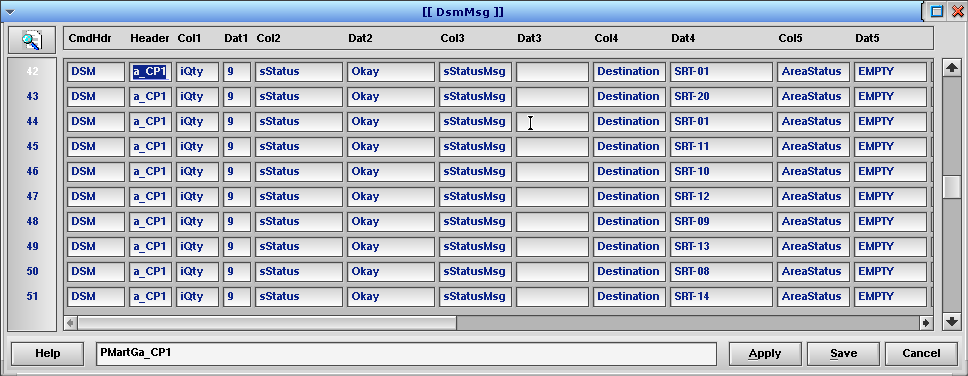 [[ DsmMsg ]]
CmdHdr Header Col1 Dat1 Col2 Dat2 Col3 Dat3 Col4 Dat4 Col5 Dat5
42 DSM a_CP1 iQty 9 sStatus Okay sStatusMsg Destination SRT-01 AreaStatus EMPTY
43 DSM a_CP1 iQty 9 sStatus Okay sStatusMsg Destination SRT-20 AreaStatus EMPTY
44 DSM a_CP1 iQty 9 sStatus Okay sStatusMsg Destination SRT-01 AreaStatus EMPTY
45 DSM a_CP1 iQty 9 sStatus Okay sStatusMsg Destination SRT-11 AreaStatus EMPTY
46 DSM a_CP1 iQty 9 sStatus Okay sStatusMsg Destination SRT-10 AreaStatus EMPTY
47 DSM a_CP1 iQty 9 sStatus Okay sStatusMsg Destination SRT-12 AreaStatus EMPTY
48 DSM a_CP1 iQty 9 sStatus Okay sStatusMsg Destination SRT-09 AreaStatus EMPTY
49 DSM a_CP1 iQty 9 sStatus Okay sStatusMsg Destination SRT-13 AreaStatus EMPTY
50 DSM a_CP1 iQty 9 sStatus Okay sStatusMsg Destination SRT-08 AreaStatus EMPTY
51 DSM a_CP1 iQty 9 sStatus Okay sStatusMsg Destination SRT-14 AreaStatus EMPTY
Help PMartGa_CP1 Apply Save Cancel